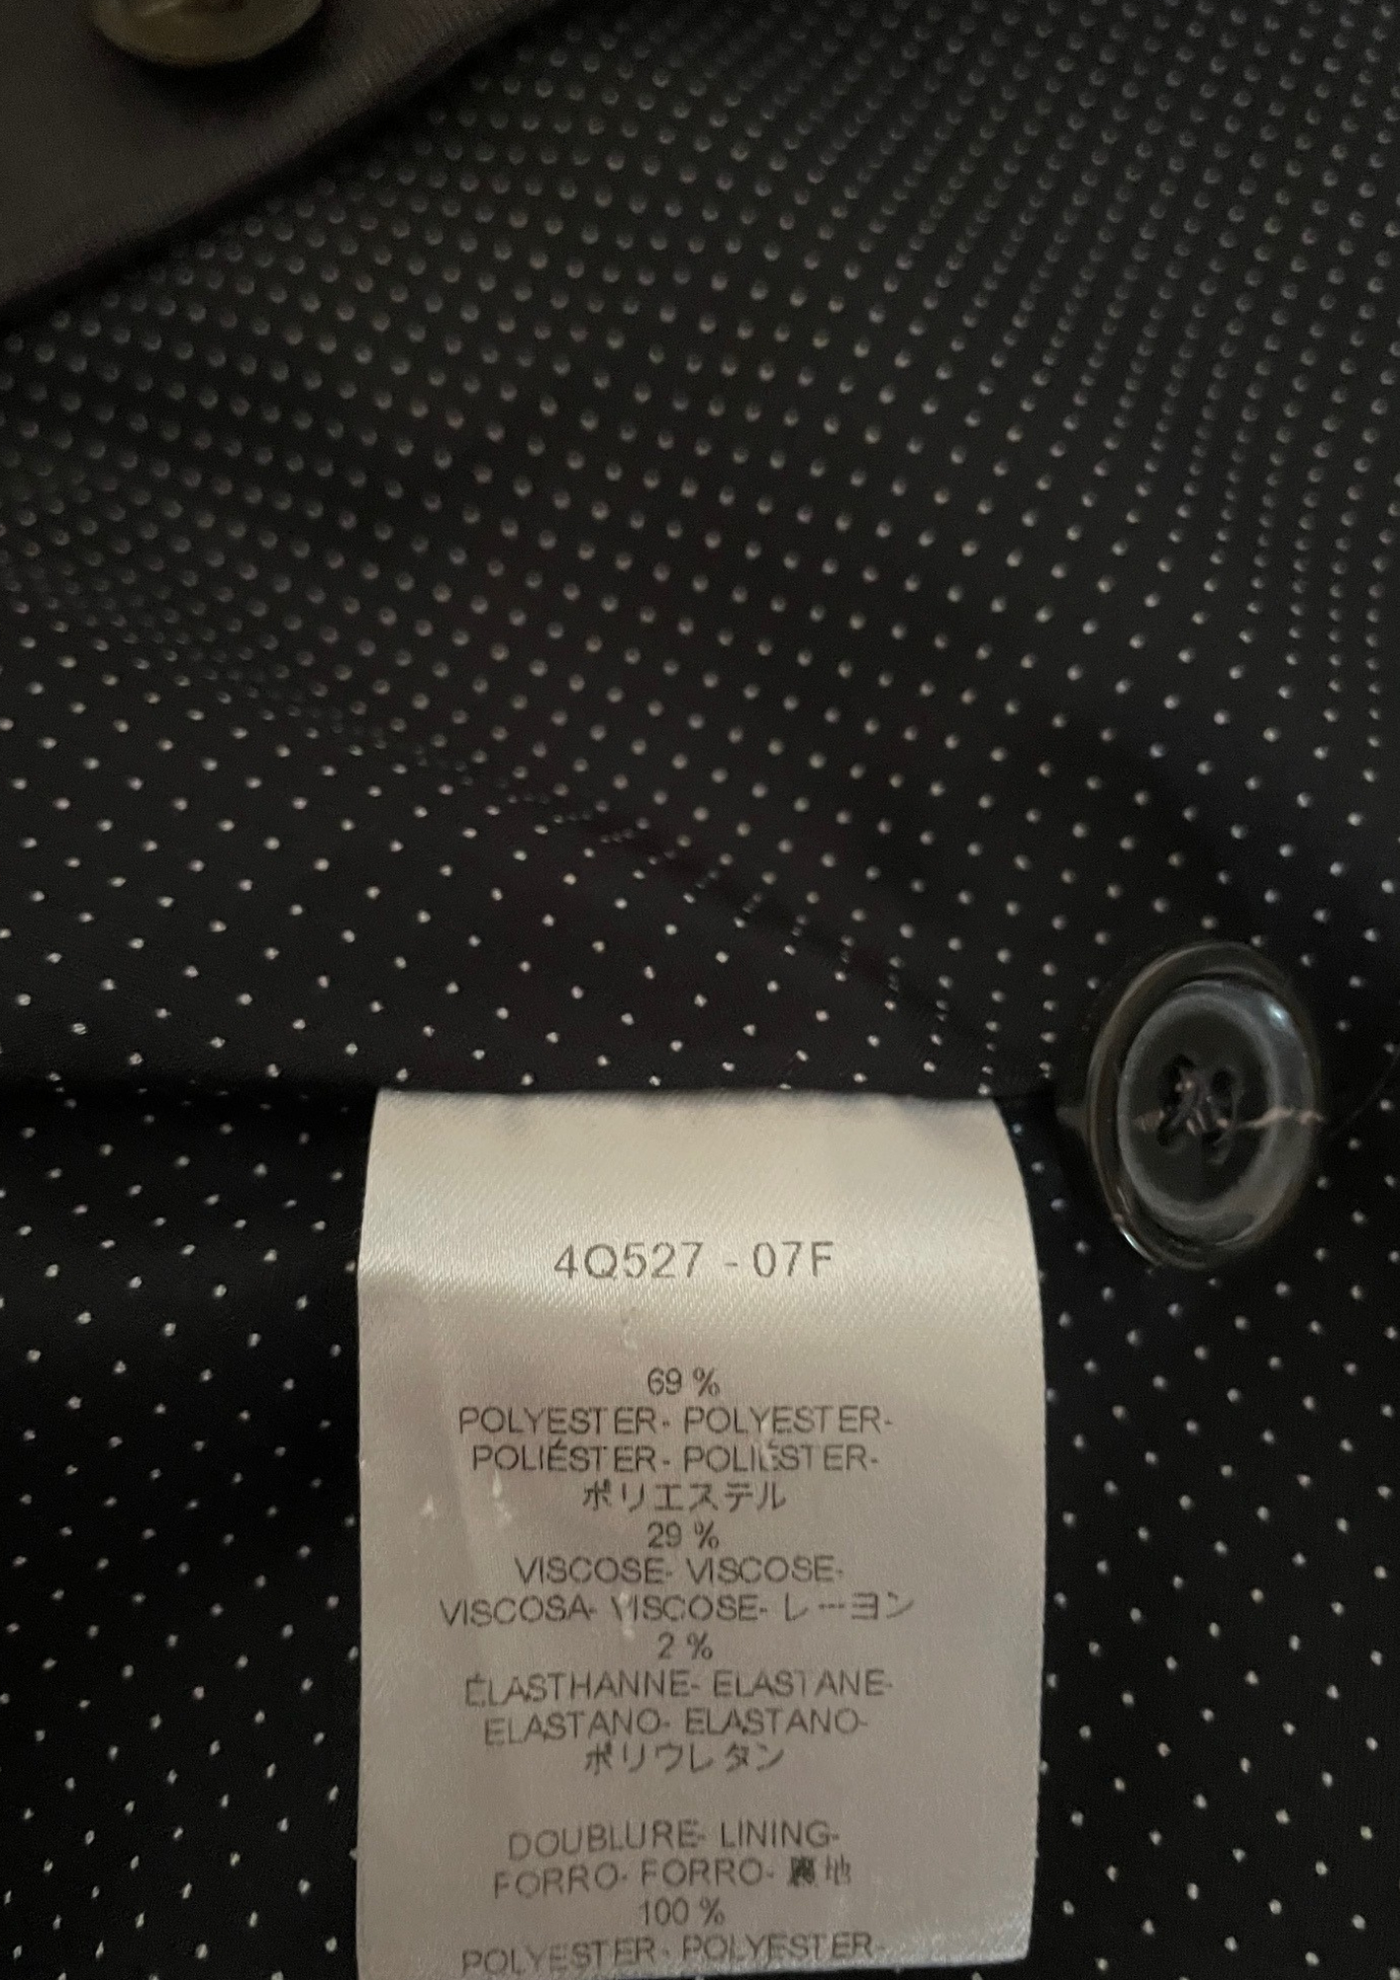 4Q527 - 07F
69 %
POLYESTER- POLYESTER-
POLIÉSTER- POLIÉSTER-
ポリエステル
29 %
VISCOSE- VISCOSE-
VISCOSA- VISCOSE- レーヨン
2 %
ÉLASTHANNE- ELASTANE-
ELASTANO- ELASTANO-
ポリウレタン
DOUBLURE- LINING-
FORRO- FORRO- 裏地
100 %
POLYESTER- POLYESTER-